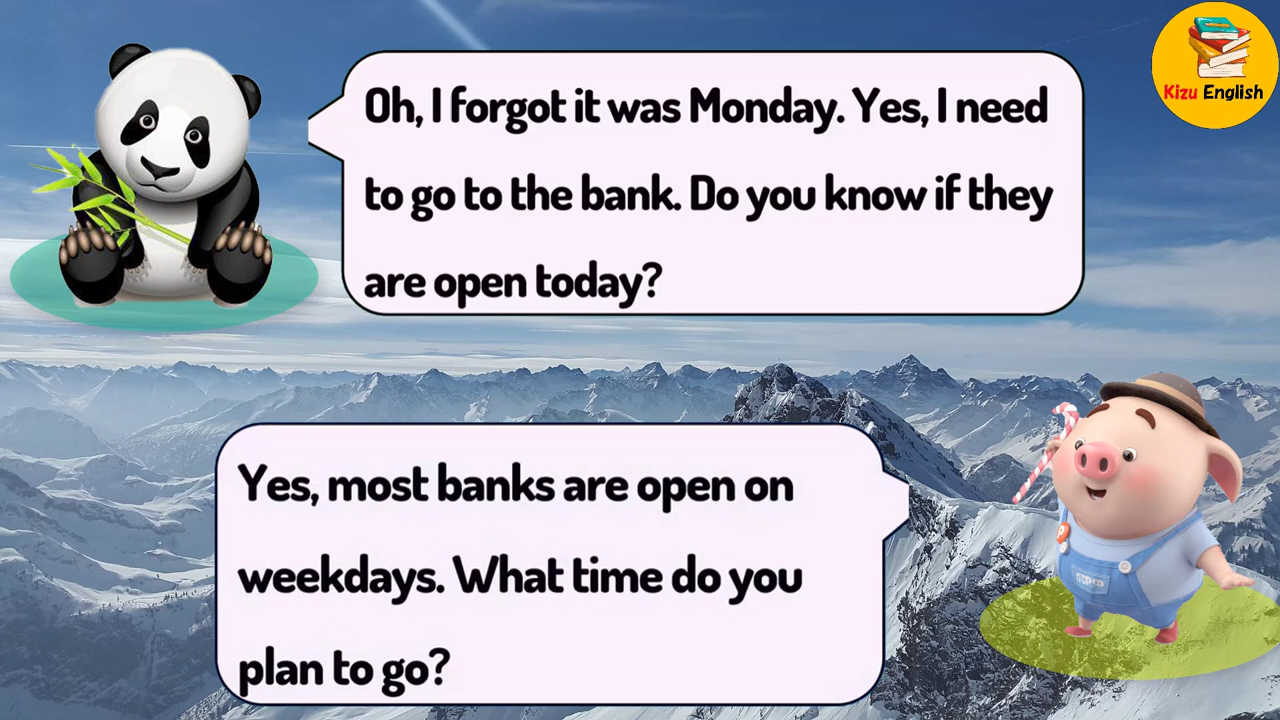 Oh, I forgot it was Monday. Yes, I need
to go to the bank. Do you know if they
are open today?
Kizu English
Yes, most banks are open on
weekdays. What time do you
plan to go?